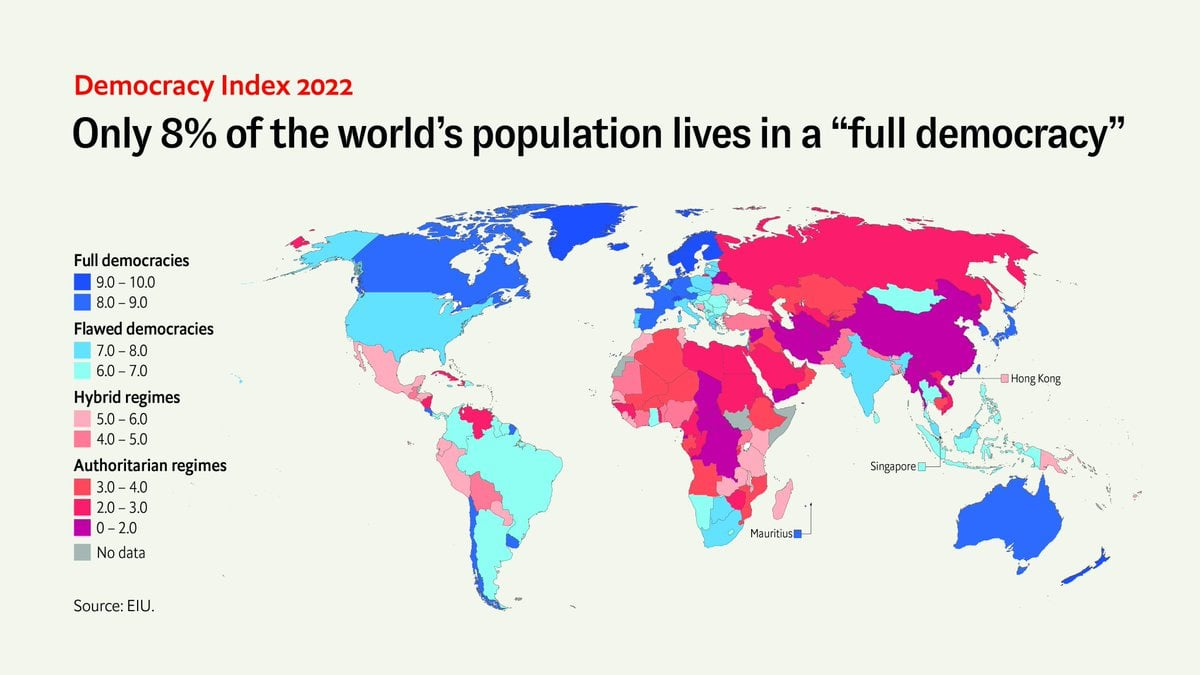 Democracy Index 2022
Only 8% of the world's population lives in a “full democracy”
Full democracies
9.0 – 10.0
8.0 – 9.0
Flawed democracies
7.0 – 8.0
6.0 – 7.0
Hybrid regimes
5.0 – 6.0
4.0 – 5.0
Authoritarian regimes
3.0 – 4.0
2.0 – 3.0
0 – 2.0
No data
Hong Kong
Singapore
Mauritius
Source: EIU.